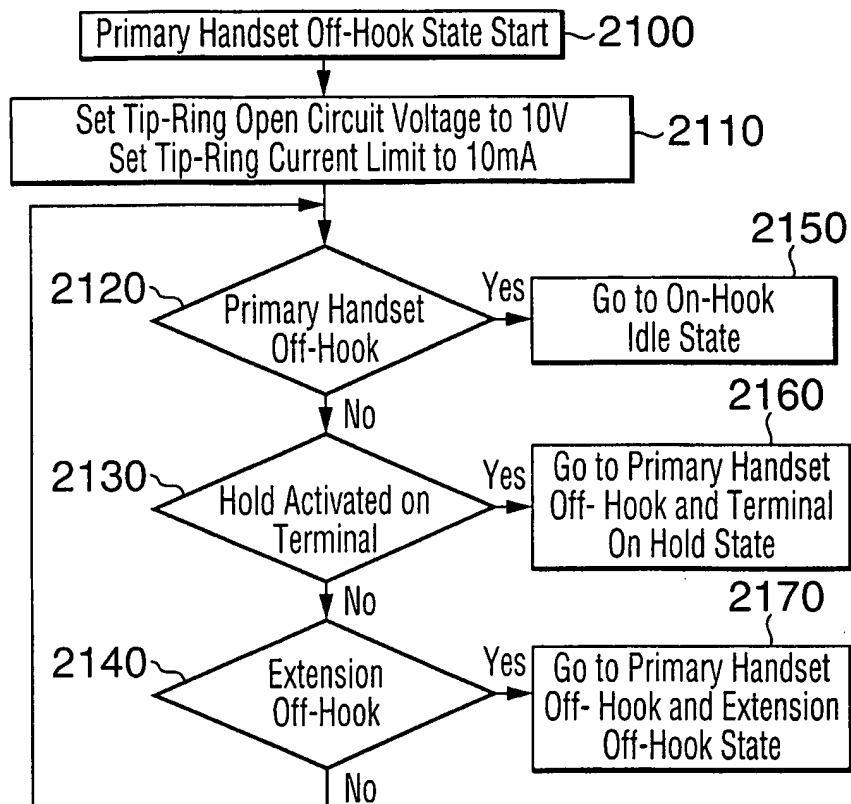 Primary Handset Off-Hook State Start
2100
Set Tip-Ring Open Circuit Voltage to 10V
Set Tip-Ring Current Limit to 10mA
2110
2120
Primary Handset
Off-Hook
Yes
2150
Go to On-Hook
Idle State
No
2130
Hold Activated on
Terminal
Yes
2160
Go to Primary Handset
Off- Hook and Terminal
On Hold State
No
2140
Extension
Off-Hook
Yes
2170
Go to Primary Handset
Off- Hook and Extension
Off-Hook State
No